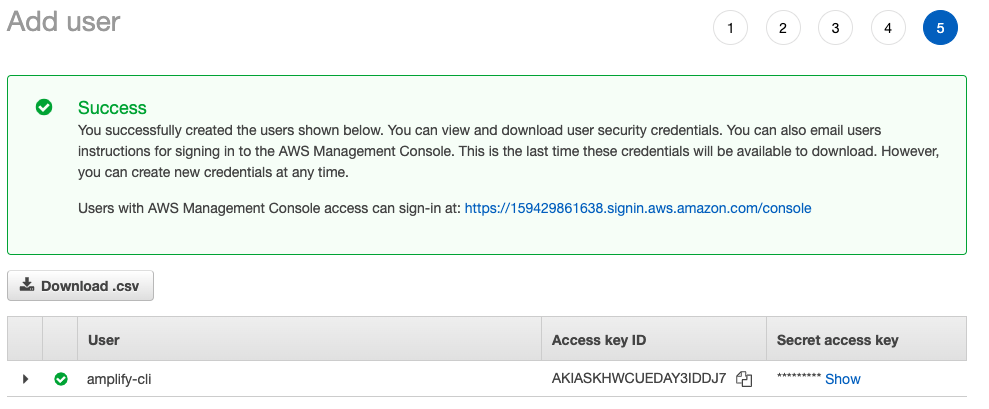 Add user
1 2 3 4 5
Success
You successfully created the users shown below. You can view and download user security credentials. You can also email users
instructions for signing in to the AWS Management Console. This is the last time these credentials will be available to download. However,
you can create new credentials at any time.
Users with AWS Management Console access can sign-in at: https://159429861638.signin.aws.amazon.com/console
Download .csv
User Access key ID Secret access key
amplify-cli AKIASKHWCUEDAY3IDDJ7 ********* Show